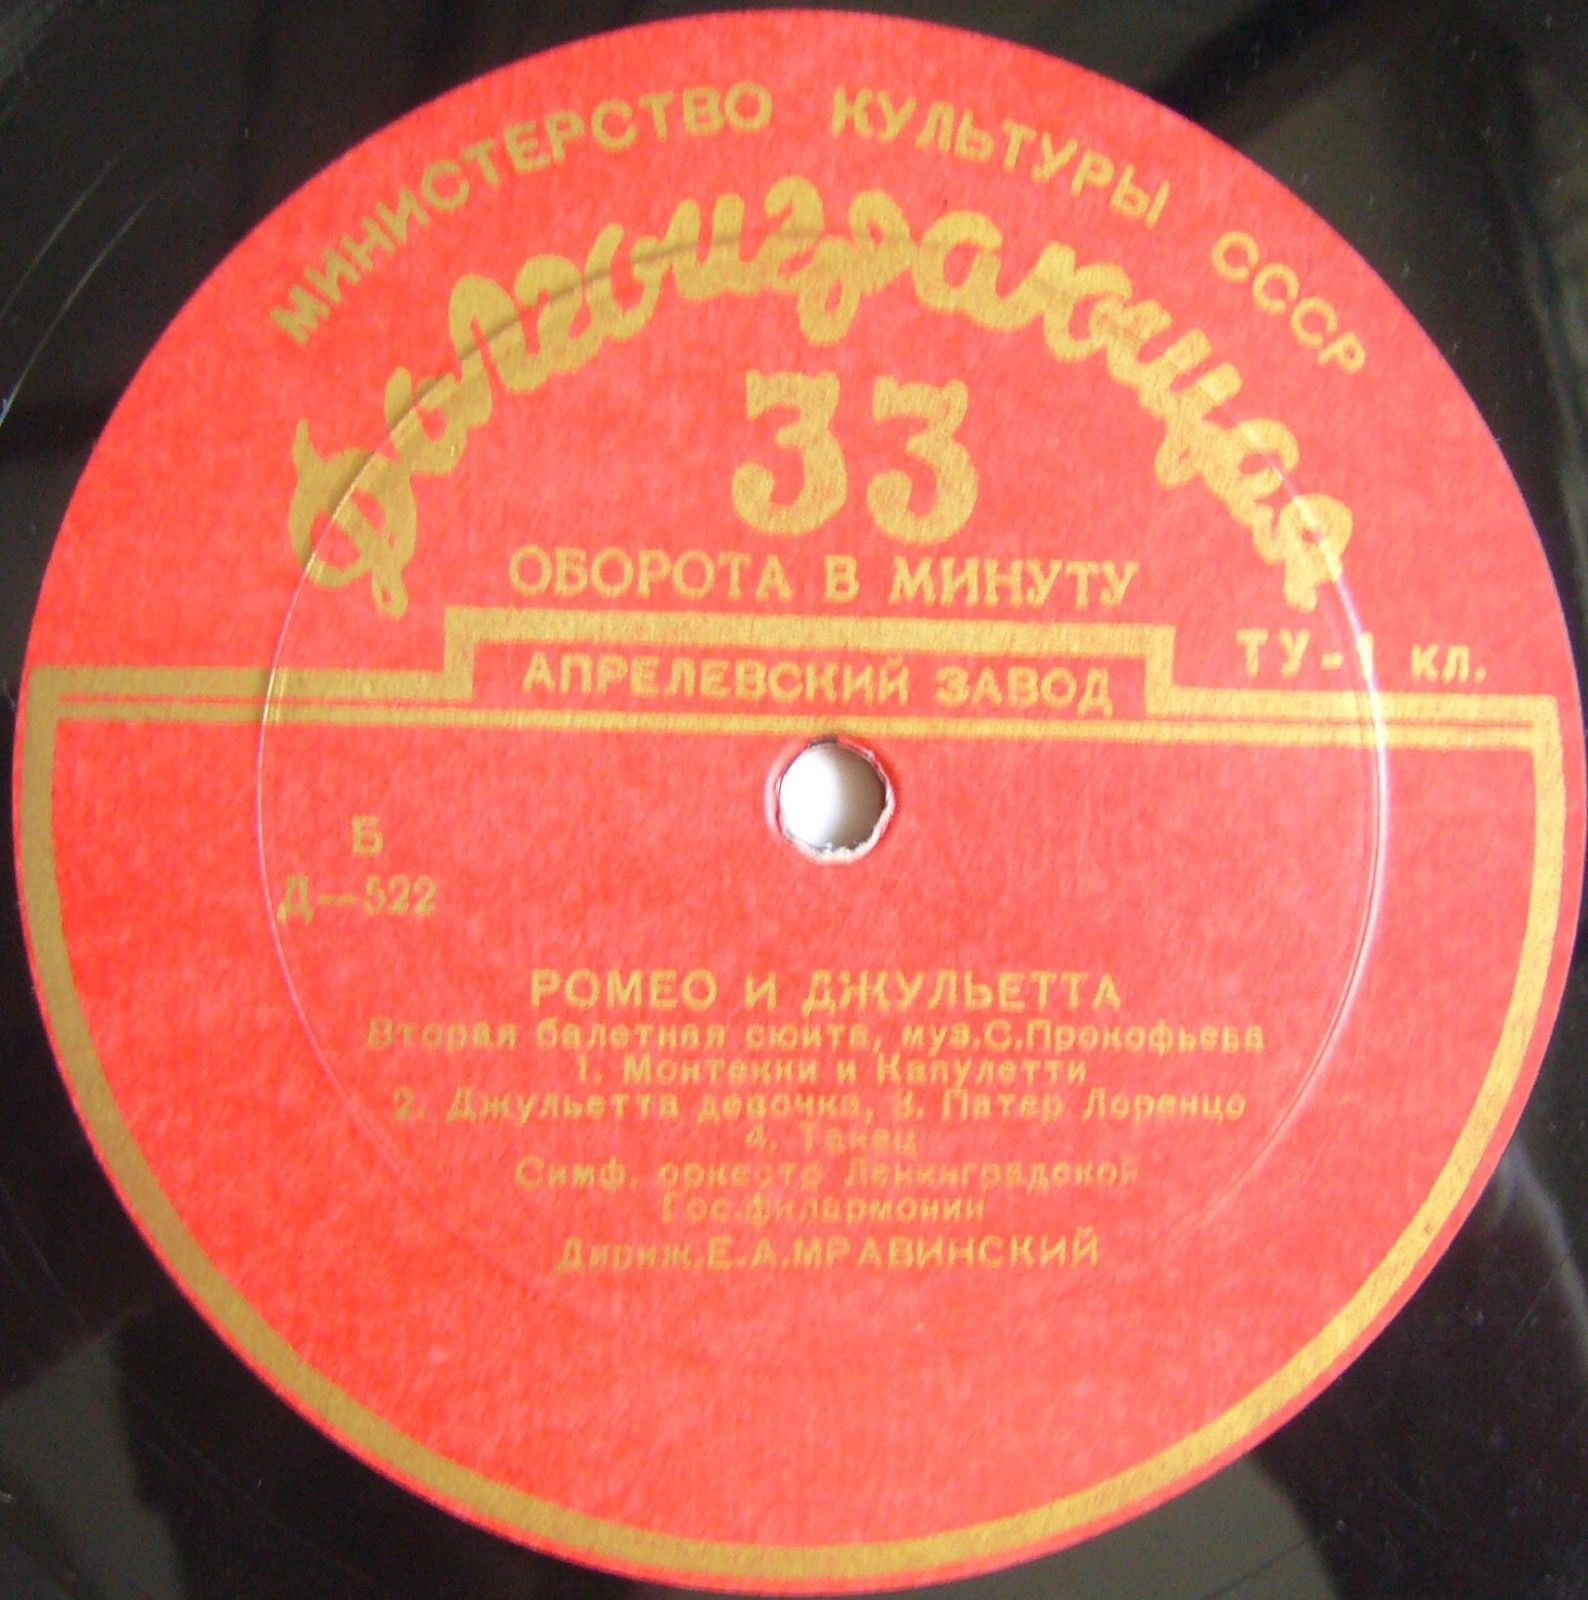 МИНИСТЕРСТВО КУЛЬТУРЫ СССР
Долгоиграющая
33
ОБОРОТА В МИНУТУ
АПРЕЛЕВСКИЙ ЗАВОД
ТУ-1 кл.
Б
Д—522
РОМЕО И ДЖУЛЬЕТТА
Вторая балетная сюита, муз.С.Прокофьева
1. Монтекки и Капулетти
2. Джульетта девочка, 3. Патер Лоренцо
4. Танец
Симф. оркестр Ленинградской
Гос.филармонии
Дириж.Е.А.МРАВИНСКИЙ